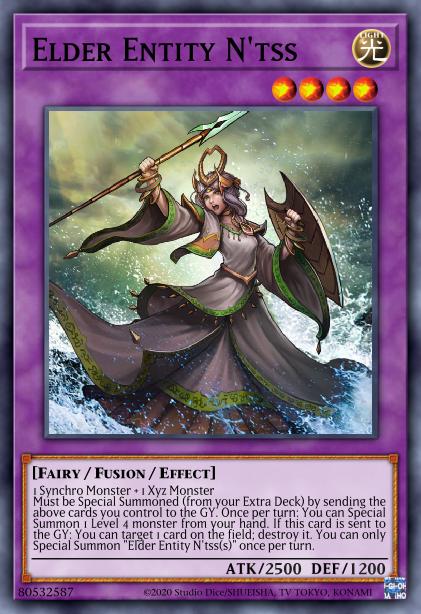 Elder Entity N'tss
LIGHT
光
[Fairy / Fusion / Effect]
1 Synchro Monster + 1 Xyz Monster
Must be Special Summoned (from your Extra Deck) by sending
the above cards you control to the GY. Once per turn: You can Special
Summon 1 Level 4 monster from your hand. If this card is sent to
the GY: You can target 1 card on the field; destroy it. You can only
Special Summon "Elder Entity N'tss(s)" once per turn.
ATK/2500 DEF/1200
80532587
©2020 Studio Dice/SHUEISHA, TV TOKYO, KONAMI